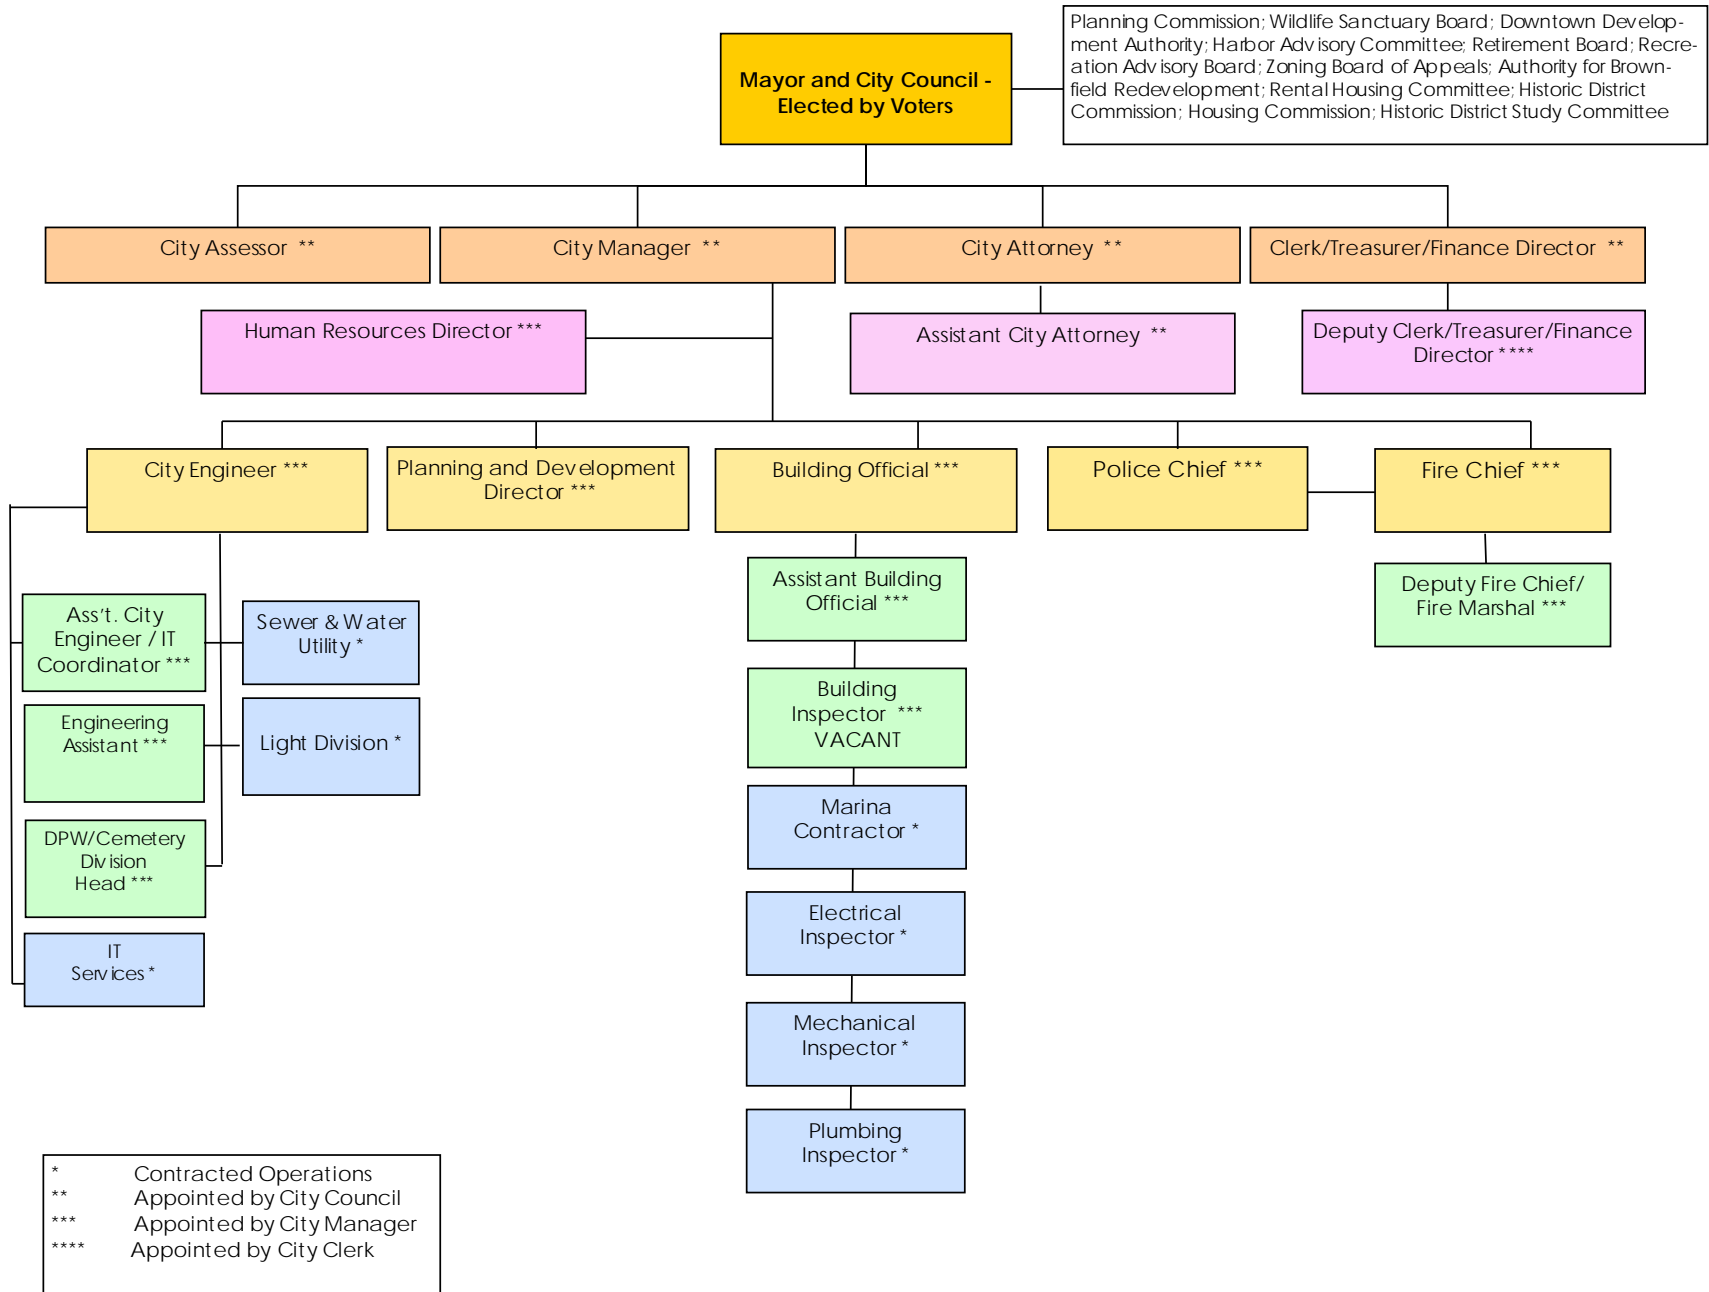 Mayor and City Council -
Elected by Voters
Planning Commission; Wildlife Sanctuary Board; Downtown Develop-
ment Authority; Harbor Advisory Committee; Retirement Board; Recre-
ation Advisory Board; Zoning Board of Appeals; Authority for Brown-
field Redevelopment; Rental Housing Committee; Historic District
Commission; Housing Commission; Historic District Study Committee
City Assessor **
City Manager **
City Attorney **
Clerk/Treasurer/Finance Director **
Human Resources Director ***
Assistant City Attorney **
Deputy Clerk/Treasurer/Finance
Director ****
City Engineer ***
Planning and Development
Director ***
Building Official ***
Police Chief ***
Fire Chief ***
Ass't. City
Engineer / IT
Coordinator ***
Sewer & Water
Utility *
Engineering
Assistant ***
Light Division *
DPW/Cemetery
Division
Head ***
IT
Services *
Assistant Building
Official ***
Building
Inspector ***
VACANT
Marina
Contractor *
Electrical
Inspector *
Mechanical
Inspector *
Plumbing
Inspector *
Deputy Fire Chief/
Fire Marshal ***
* Contracted Operations
** Appointed by City Council
*** Appointed by City Manager
**** Appointed by City Clerk